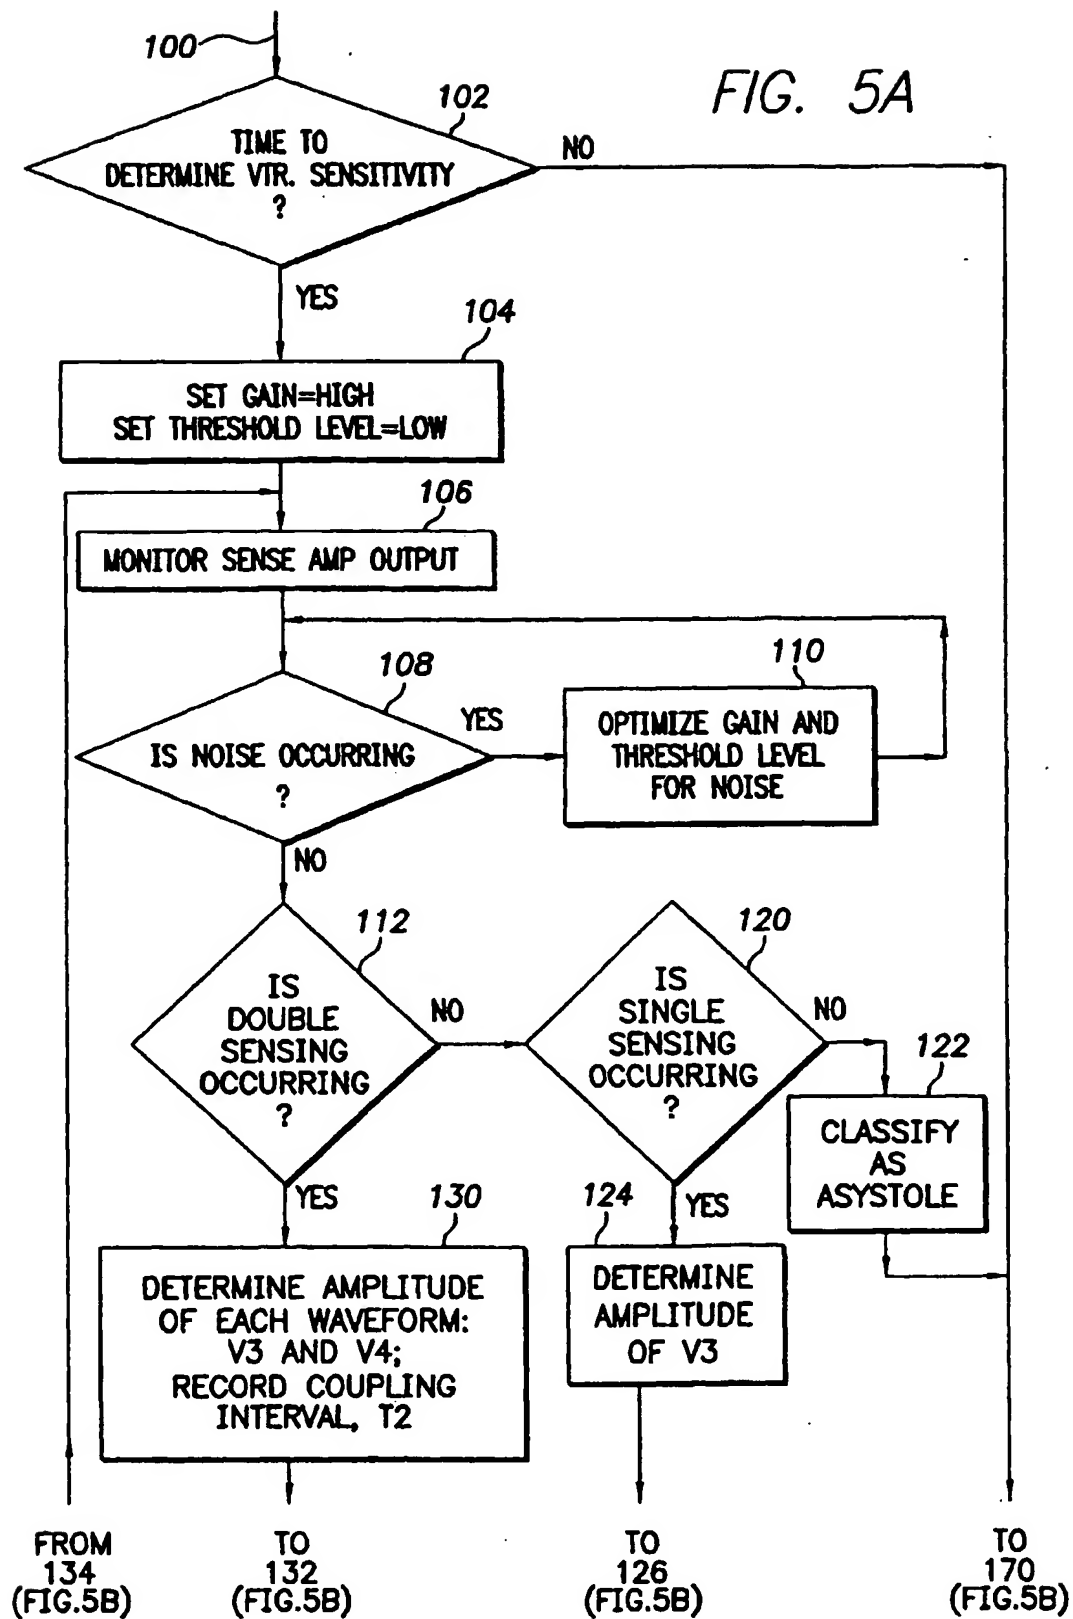 100
FIG. 5A
102
TIME TO
DETERMINE VTR. SENSITIVITY
?
NO
YES
104
SET GAIN=HIGH
SET THRESHOLD LEVEL=LOW
106
MONITOR SENSE AMP OUTPUT
108
IS NOISE OCCURRING
?
YES
110
OPTIMIZE GAIN AND
THRESHOLD LEVEL
FOR NOISE
NO
112
IS
DOUBLE
SENSING
OCCURRING
?
NO
120
IS
SINGLE
SENSING
OCCURRING
?
NO
122
CLASSIFY
AS
ASYSTOLE
YES
130
DETERMINE AMPLITUDE
OF EACH WAVEFORM:
V3 AND V4;
RECORD COUPLING
INTERVAL, T2
YES
124
DETERMINE
AMPLITUDE
OF V3
FROM
134
(FIG.5B)
TO
132
(FIG.5B)
TO
126
(FIG.5B)
TO
170
(FIG.5B)